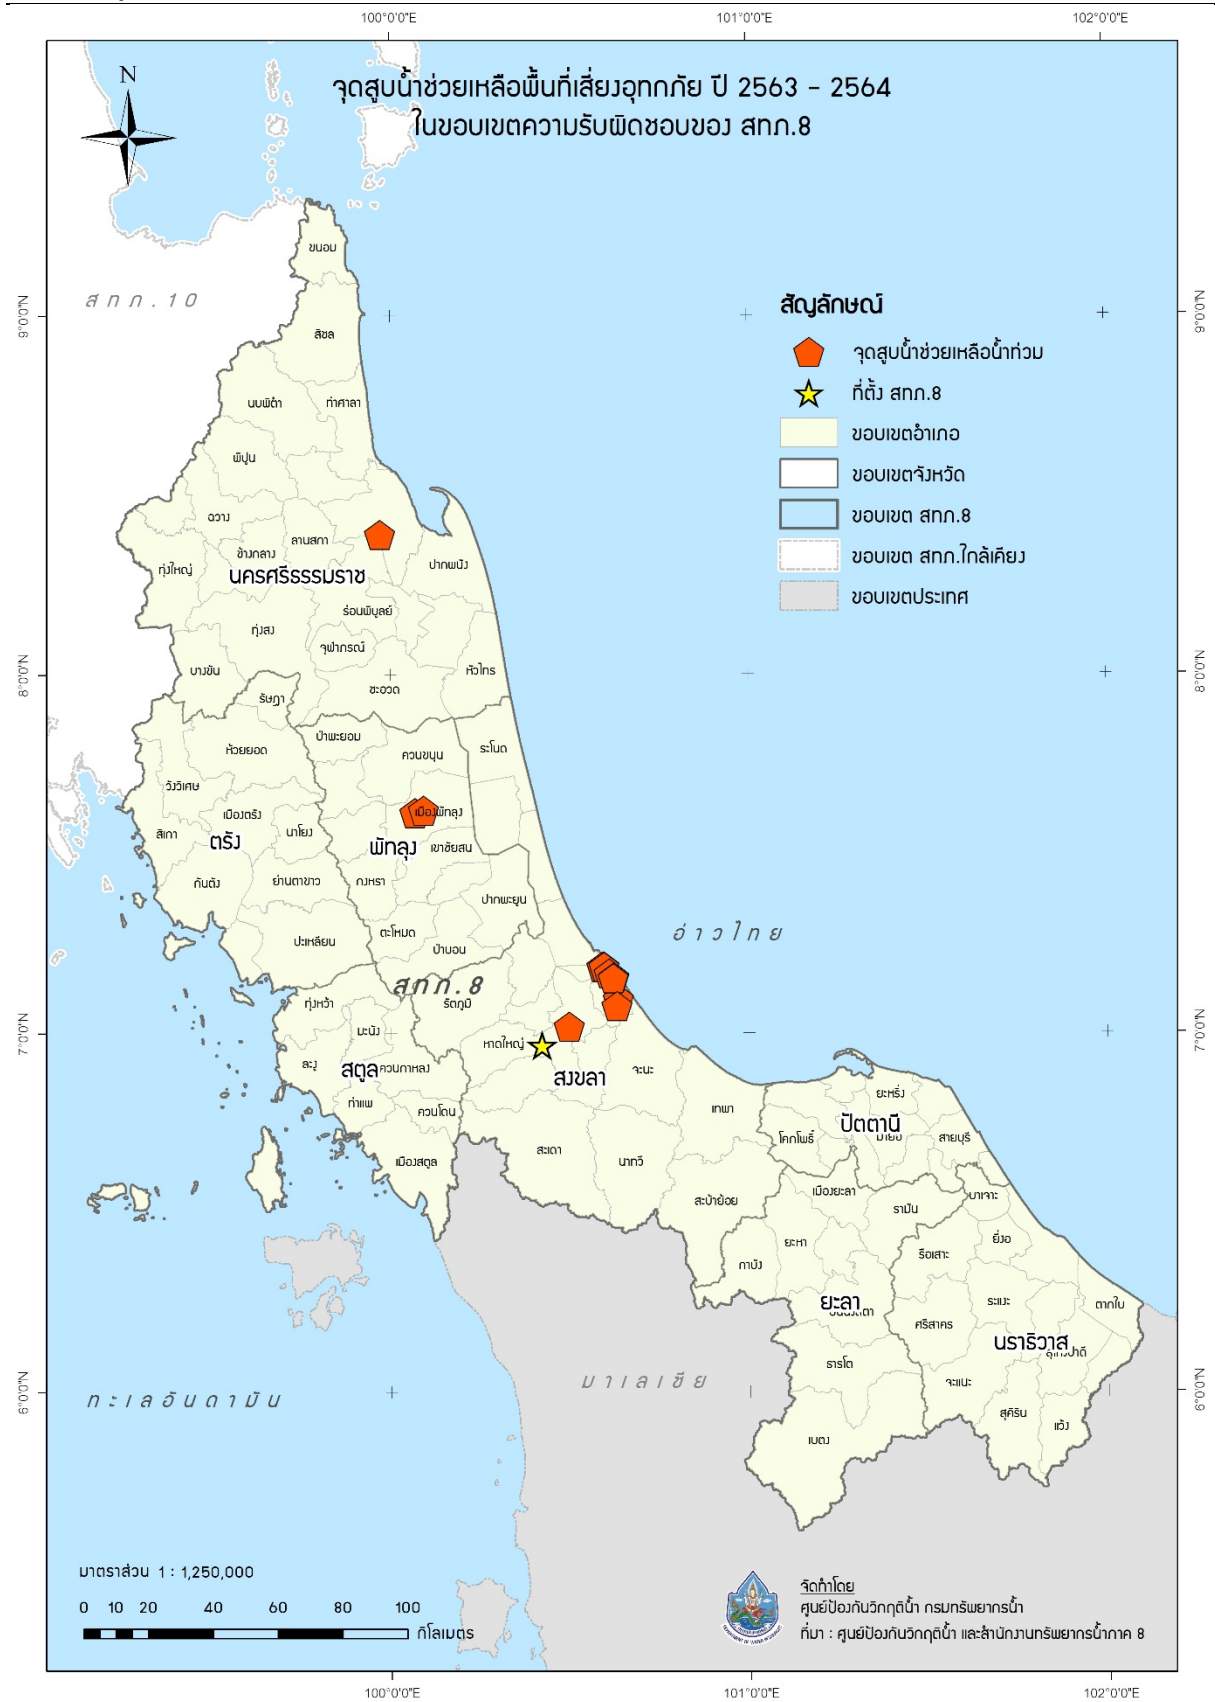 100°0'0"E
101°0'0"E
102°0'0"E
N
จุดสูบน้ำช่วยเหลือพื้นที่เสี่ยงอุทกภัย ปี 2563 - 2564
ในขอบเขตความรับผิดชอบของ สทภ.8
สทภ.10
9°0'0"N
9°0'0"N
สัญลักษณ์
จุดสูบน้ำช่วยเหลือน้ำท่วม
ที่ตั้ง สทภ.8
ขอบเขตอำเภอ
ขอบเขตจังหวัด
ขอบเขต สทภ.8
ขอบเขต สทภ.ใกล้เคียง
ขอบเขตประเทศ
ขนอม
สิชล
นบพิตำ
ท่าศาลา
พิปูน
ฉวาง
ลานสกา
ช้างกลาง
ทุ่งใหญ่
ปากพนัง
นครศรีธรรมราช
ร่อนพิบูลย์
ทุ่งสง
จุฬาภรณ์
บางขัน
หัวไทร
8°0'0"N
8°0'0"N
ชะอวด
รัษฎา
ป่าพะยอม
ห้วยยอด
ควนขนุน
ระโนด
วังวิเศษ
เมืองตรัง
เมืองพัทลุง
สิเกา
นาโยง
ตรัง
พัทลุง
เขาชัยสน
กันตัง
ย่านตาขาว
กงหรา
ปากพะยูน
ตะโหมด
ปะเหลียน
ป่าบอน
อ่าวไทย
สทภ.8
ทุ่งหว้า
รัตภูมิ
มะนัง
7°0'0"N
7°0'0"N
หาดใหญ่
ละงู
สตูล
ควนกาหลง
สงขลา
จะนะ
ท่าแพ
ควนโดน
เทพา
ยะหริ่ง
ปัตตานี
โคกโพธิ์
มายอ
สายบุรี
เมืองสตูล
สะเดา
นาทวี
สะบ้าย้อย
เมืองยะลา
รามัน
บาเจาะ
ยะหา
ยี่งอ
กาบัง
รือเสาะ
ยะลา
ระแงะ
ตากใบ
ศรีสาคร
นราธิวาส
ธารโต
จะแนะ
สุคิริน
แว้ง
เบตง
6°0'0"N
6°0'0"N
ทะเลอันดามัน
มาเลเซีย
มาตราส่วน 1 : 1,250,000
0 10 20 40 60 80 100
กิโลเมตร
จัดทำโดย
ศูนย์ป้องกันวิกฤติน้ำ กรมทรัพยากรน้ำ
ที่มา : ศูนย์ป้องกันวิกฤติน้ำ และสำนักงานทรัพยากรน้ำภาค 8
100°0'0"E
101°0'0"E
102°0'0"E